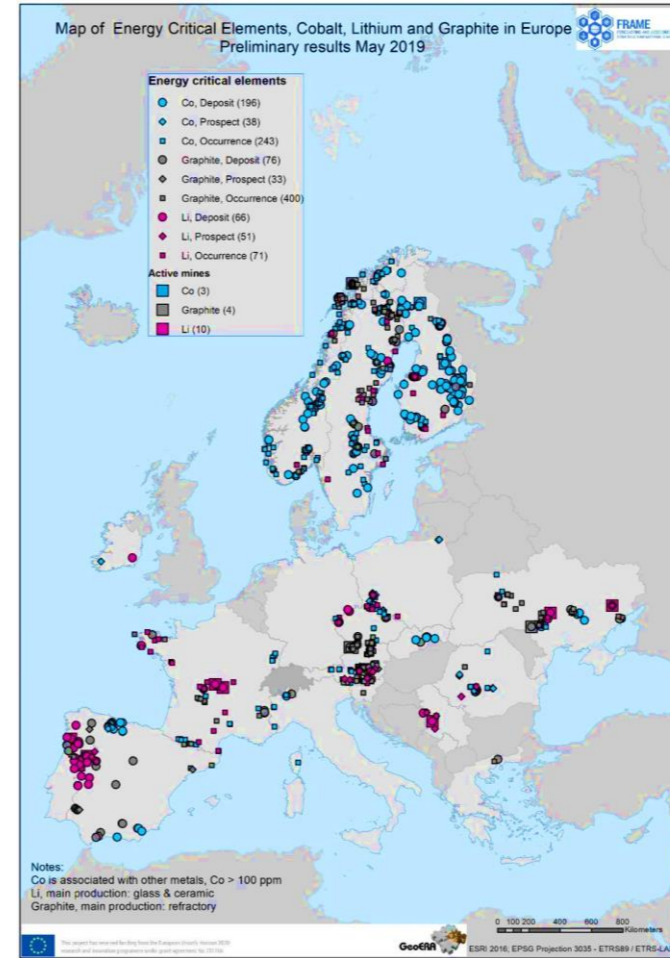 Map of Energy Critical Elements, Cobalt, Lithium and Graphite in Europe
Preliminary results May 2019
FRAME
Energy critical elements
Co, Deposit (196)
Co, Prospect (38)
Co, Occurrence (243)
Graphite, Deposit (76)
Graphite, Prospect (33)
Graphite, Occurrence (400)
Li, Deposit (66)
Li, Prospect (51)
Li, Occurrence (71)
Active mines
Co (3)
Graphite (4)
Li (10)
Notes:
Co is associated with other metals, Co > 100 ppm
Li, main production: glass & ceramic
Graphite, main production: refractory
0 100 200 400 600 800
Kilometers
GeoERA
ESRI 2016; EPSG Projection 3035 - ETRS89 / ETRS-LA